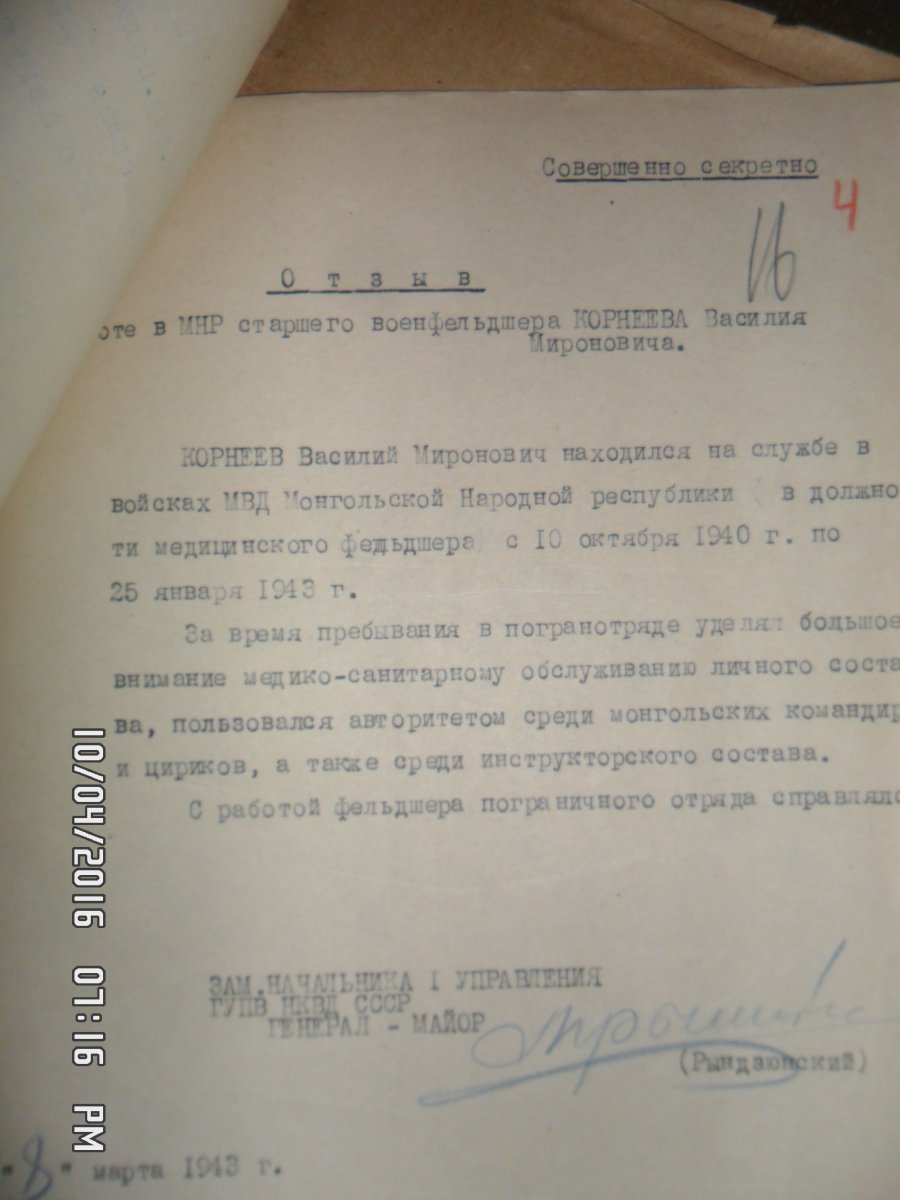 Совершенно секретно
4
16
О т з ы в
оте в МНР старшего военфельдшера КОРНЕЕВА Василия
Мироновича.
КОРНЕЕВ Василий Миронович находился на службе в
войсках МВД Монгольской Народной республики ( в должно
ти медицинского фельдшера) с 10 октября 1940 г. по
25 января 1943 г.
За время пребывания в погранотряде уделял большое
внимание медико-санитарному обслуживанию личного соста
ва, пользовался авторитетом среди монгольских командир
и цириков, а также среди инструкторского состава.
С работой фельдшера пограничного отряда справлялс
ЗАМ.НАЧАЛЬНИКА I УПРАВЛЕНИЯ
ГУПВ НКВД СССР
ГЕНЕРАЛ - МАЙОР
(Рындзюнский)
"8" марта 1943 г.
10/04/2016 07:16 PM